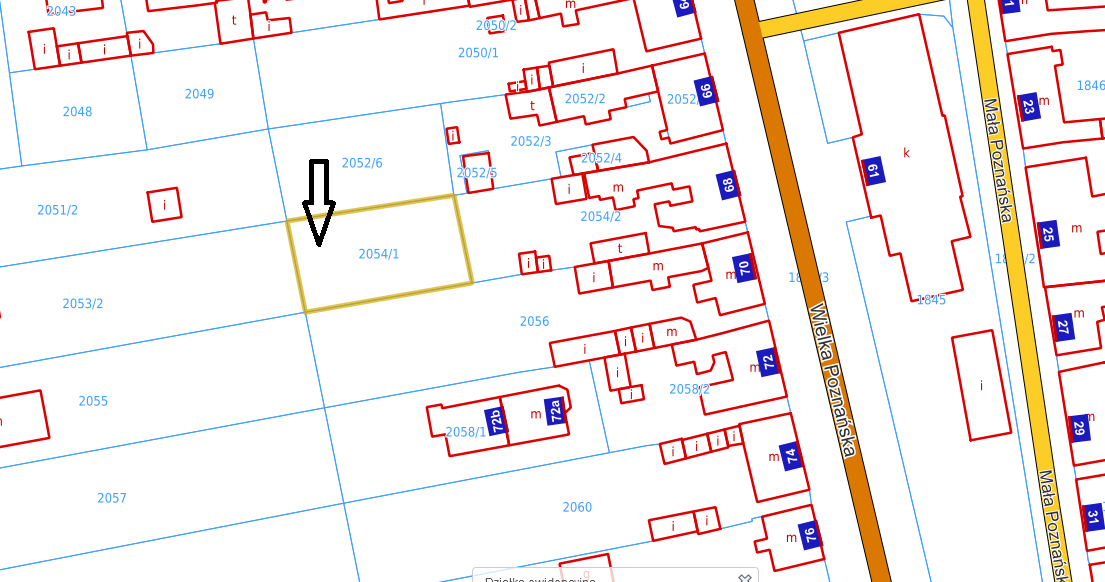 2043
t
i
i
i
i
i
2050/2
i
m
69
2050/1
2048
2049
i
i
i
t
2052/2
66
2052/3
i
2052/4
2052/6
2052/5
i
m
68
2054/2
2051/2
i
2054/1
i
i
t
i
m
m
70
2053/2
2056
i
i
i
m
i
i
m
72
2058/2
2055
2058/1
72b
m
72a
i
i
i
i
m
74
2057
2060
i
i
m
76
Wielka Poznańska
k
61
1845
i
Mała Poznańska
Mała Poznańsk
m
23
m
1846
25
m
27
m
29
m
31
Działka ewidencyjna